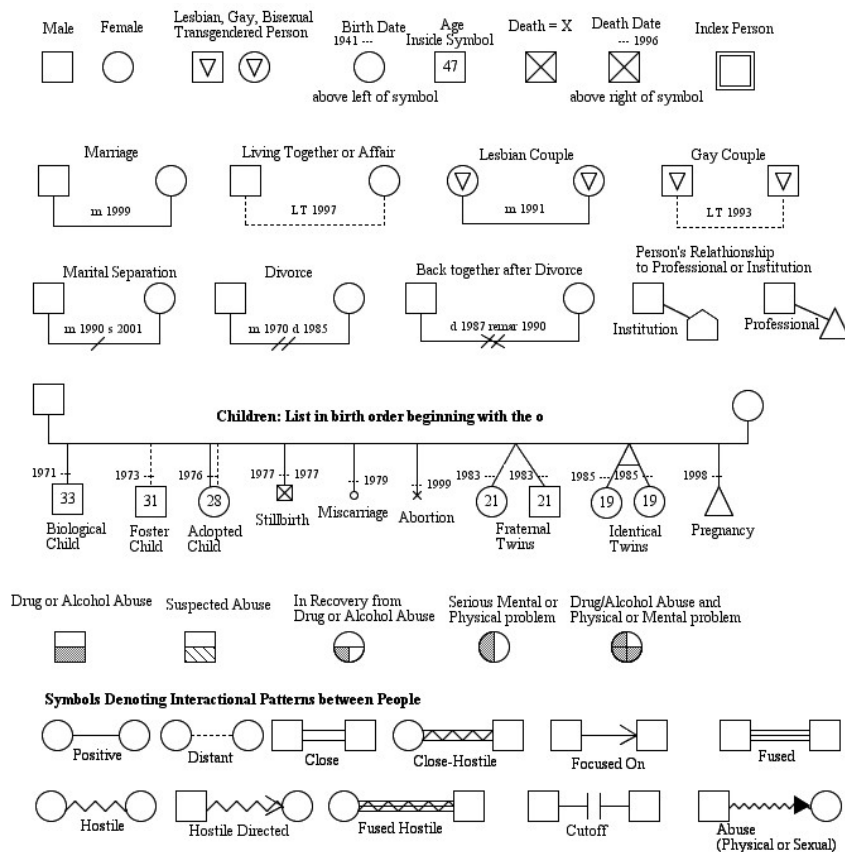 Male
Female
Lesbian, Gay, Bisexual
Transgendered Person
Birth Date
1941 ---
above left of symbol
Age
Inside Symbol
47
Death = X
Death Date
--- 1996
above right of symbol
Index Person
Marriage
m 1999
Living Together or Affair
LT 1997
Lesbian Couple
m 1991
Gay Couple
LT 1993
Marital Separation
m 1990 s 2001
Divorce
m 1970 d 1985
Back together after Divorce
d 1987 remar 1990
Person's Relathionship
to Professional or Institution
Institution
Professional
Children: List in birth order beginning with the o
1971 ---
33
Biological
Child
1973 ---
31
Foster
Child
1976 ---
28
Adopted
Child
1977 --- --- 1977
Stillbirth
--- 1979
Miscarriage
--- 1999
Abortion
1983 --- 1983 ---
21 21
Fraternal
Twins
1985 --- 1985 ---
19 19
Identical
Twins
1998 ---
Pregnancy
Drug or Alcohol Abuse
Suspected Abuse
In Recovery from
Drug or Alcohol Abuse
Serious Mental or
Physical problem
Drug/Alcohol Abuse and
Physical or Mental problem
Symbols Denoting Interactional Patterns between People
Positive
Distant
Close
Close-Hostile
Focused On
Fused
Hostile
Hostile Directed
Fused Hostile
Cutoff
Abuse
(Physical or Sexual)